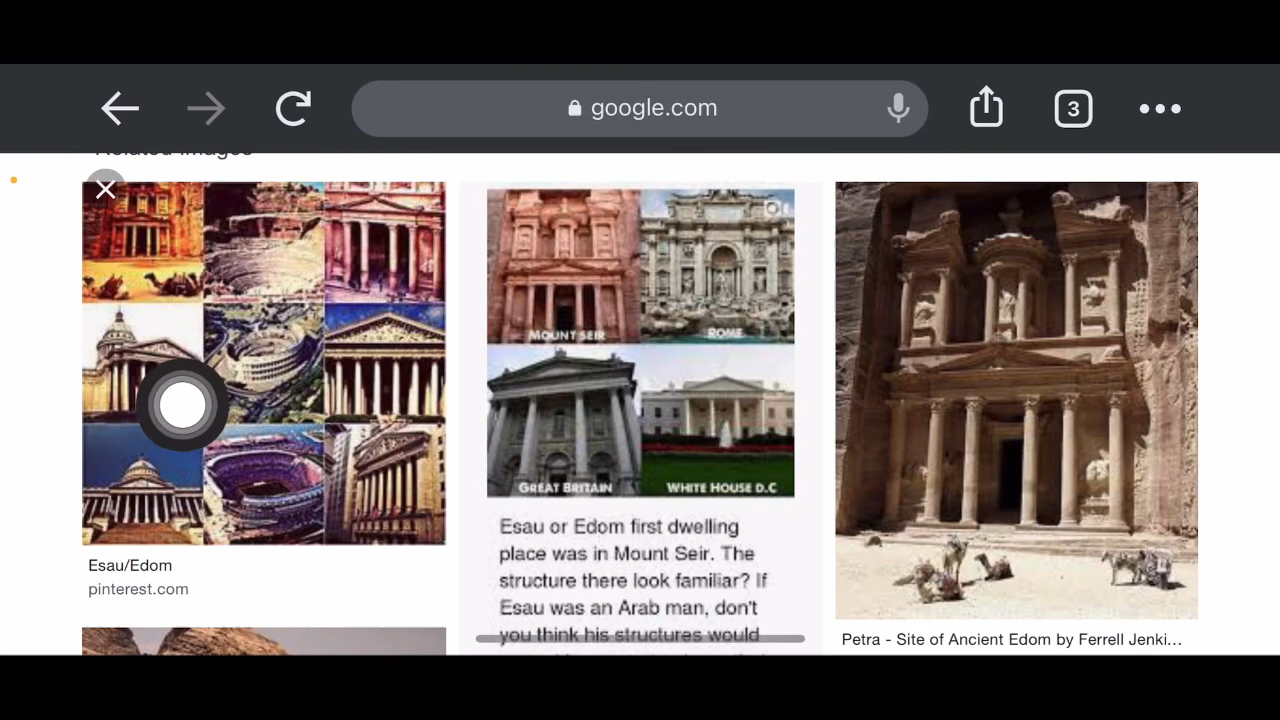 google.com
3
Related images
MOUNT SEIR
ROME
GREAT BRITAIN
WHITE HOUSE D.C
Esau/Edom
pinterest.com
Esau or Edom first dwelling
place was in Mount Seir. The
structure there look familiar? If
Esau was an Arab man, don't
you think his structures would
Petra - Site of Ancient Edom by Ferrell Jenki...